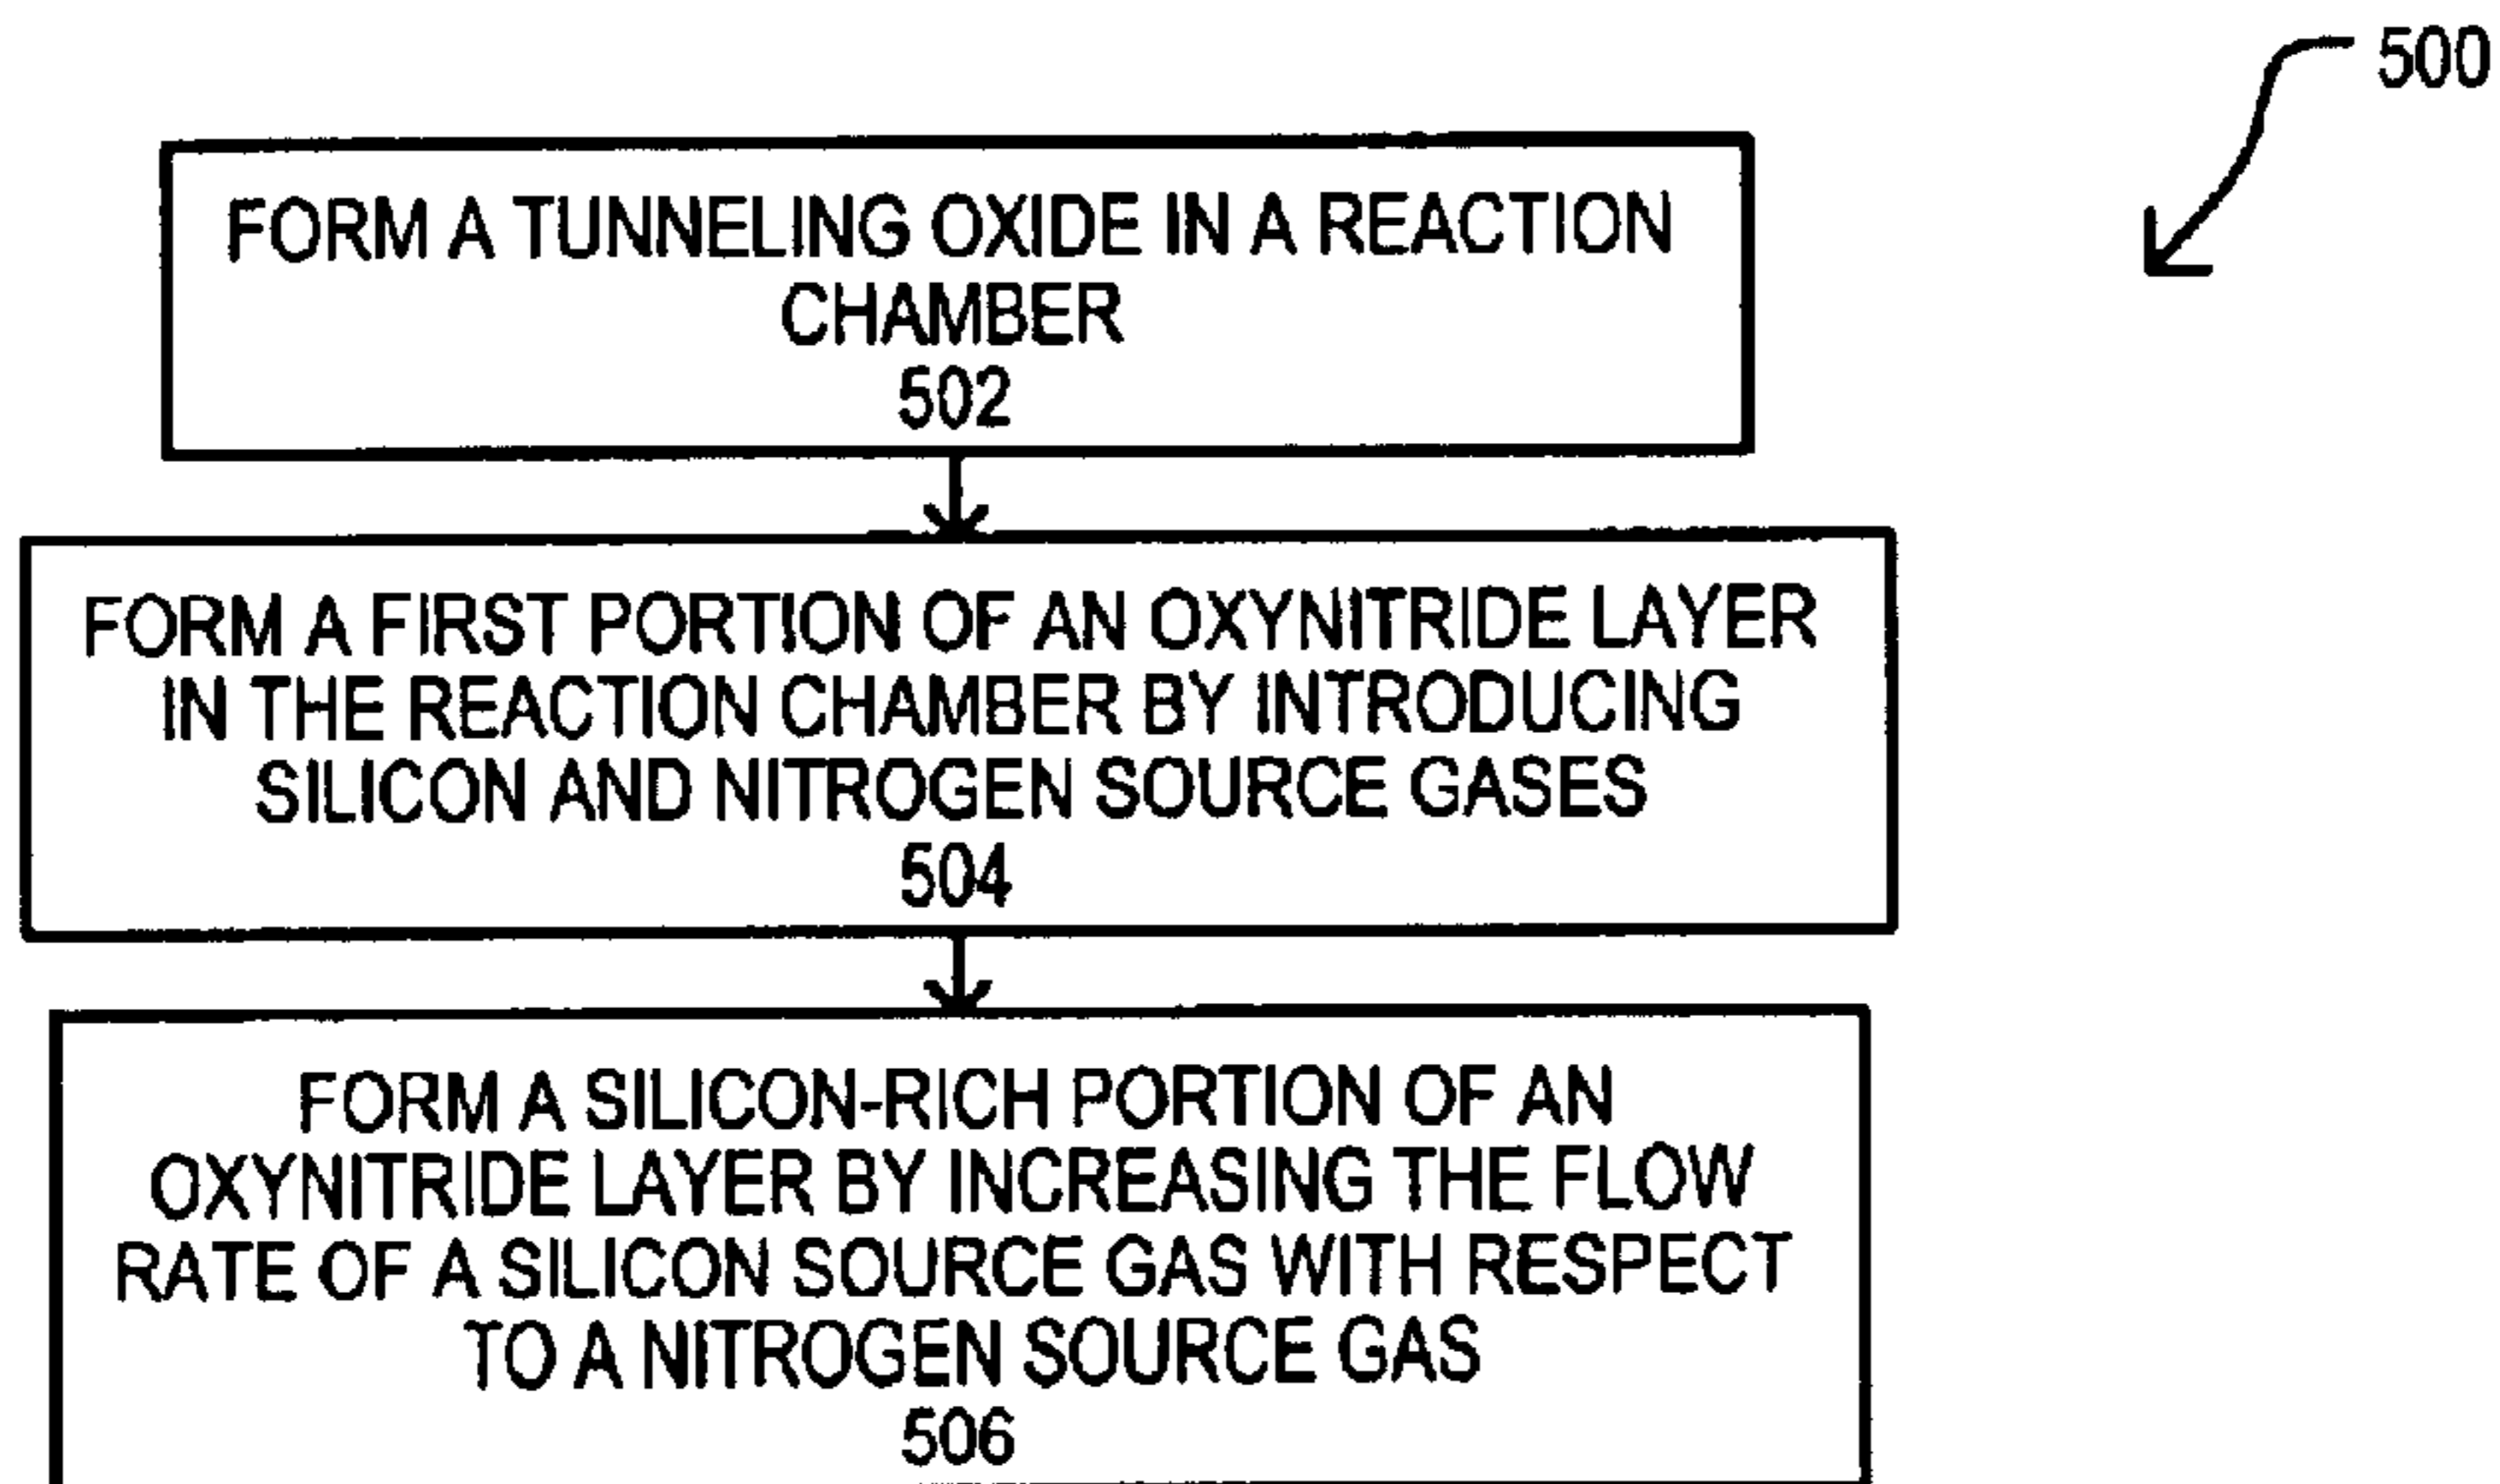 500
FORM A TUNNELING OXIDE IN A REACTION
CHAMBER
502
FORM A FIRST PORTION OF AN OXYNITRIDE LAYER
IN THE REACTION CHAMBER BY INTRODUCING
SILICON AND NITROGEN SOURCE GASES
504
FORM A SILICON-RICH PORTION OF AN
OXYNITRIDE LAYER BY INCREASING THE FLOW
RATE OF A SILICON SOURCE GAS WITH RESPECT
TO A NITROGEN SOURCE GAS
506